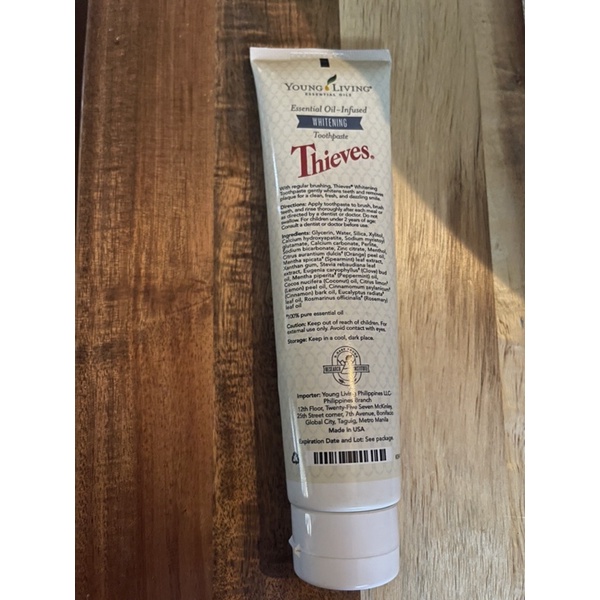 YOUNG LIVING®
ESSENTIAL OILS
Essential Oil-Infused
WHITENING
Toothpaste
Thieves®
With regular brushing, Thieves® Whitening
Toothpaste gently whitens teeth and removes
plaque for a clean, fresh, and dazzling smile.
Directions: Apply toothpaste to brush, brush
teeth, and rinse thoroughly after each meal or
as directed by a dentist or doctor. Do not
swallow. For children under 2 years of age:
Consult a dentist or doctor before use.
Ingredients: Glycerin, Water, Silica, Xylitol,
Calcium hydroxyapatite, Sodium myristoyl
glutamate, Calcium carbonate, Perlite,
Sodium bicarbonate, Zinc citrate, Menthol,
Citrus aurantium dulcis† (Orange) peel oil,
Mentha spicata† (Spearmint) leaf extract,
Xanthan gum, Stevia rebaudiana leaf
extract, Eugenia caryophyllus† (Clove) bud
oil, Mentha piperita† (Peppermint) oil,
Cocos nucifera (Coconut) oil, Citrus limon†
(Lemon) peel oil, Cinnamomum zeylanicum†
(Cinnamon) bark oil, Eucalyptus radiata†
leaf oil, Rosmarinus officinalis† (Rosemary)
leaf oil
†100% pure essential oil
Caution: Keep out of reach of children. For
external use only. Avoid contact with eyes.
Storage: Keep in a cool, dark place.
RESEARCH
Importer: Young Living Philippines LLC-
Philippines Branch
12th Floor, Twenty-Five Seven McKinley,
25th Street corner, 7th Avenue, Bonifacio
Global City, Taguig, Metro Manila
Made in USA
Expiration Date and Lot: See package.